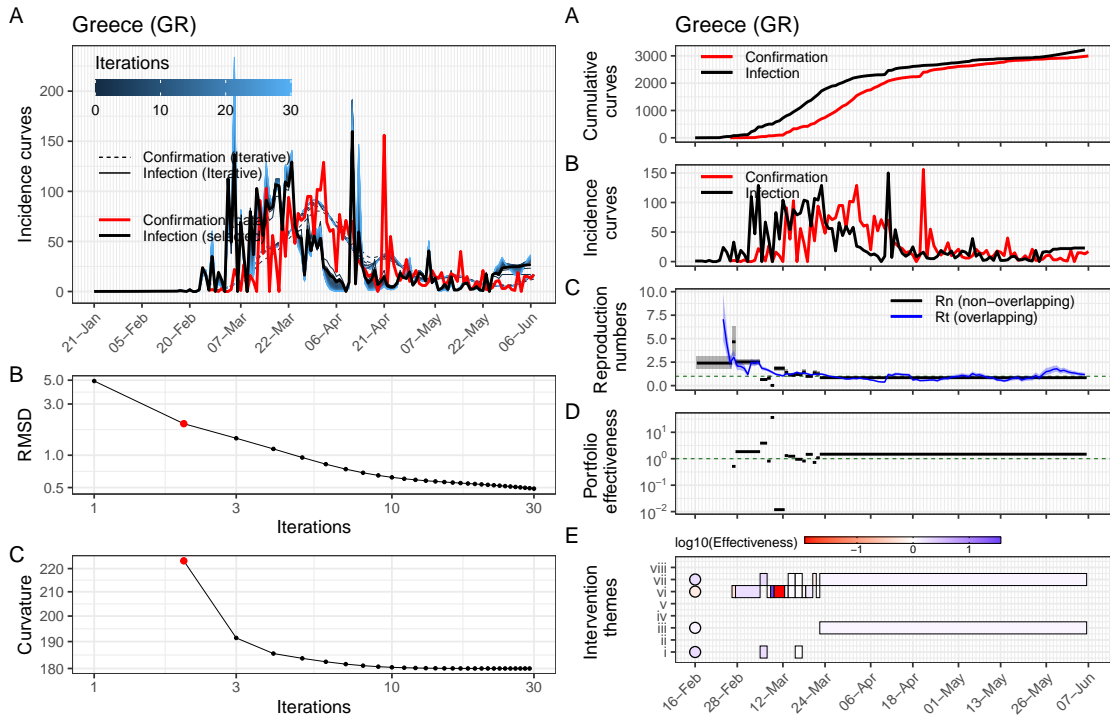 A
Greece (GR)
Iterations
0
10
20
30
Confirmation (Iterative)
Infection (Iterative)
Confirmation (data)
Infection (selected)
Incidence curves
200
150
100
50
0
21−Jan
05−Feb
20−Feb
07−Mar
22−Mar
06−Apr
21−Apr
07−May
22−May
06−Jun
B
RMSD
5.0
3.0
1.0
0.5
1
3
10
30
Iterations
C
Curvature
220
210
200
190
180
1
3
10
30
Iterations
A
Greece (GR)
Cumulative
curves
3000
2000
1000
0
Confirmation
Infection
B
Incidence
curves
150
100
50
0
Confirmation
Infection
C
Reproduction
numbers
10.0
7.5
5.0
2.5
0.0
Rn (non−overlapping)
Rt (overlapping)
D
Portfolio
effectiveness
10^1
10^0
10^−1
10^−2
E
log10(Effectiveness)
−1
0
1
Intervention
themes
viii
vii
vi
v
iv
iii
ii
i
16−Feb
28−Feb
12−Mar
24−Mar
06−Apr
18−Apr
01−May
13−May
26−May
07−Jun